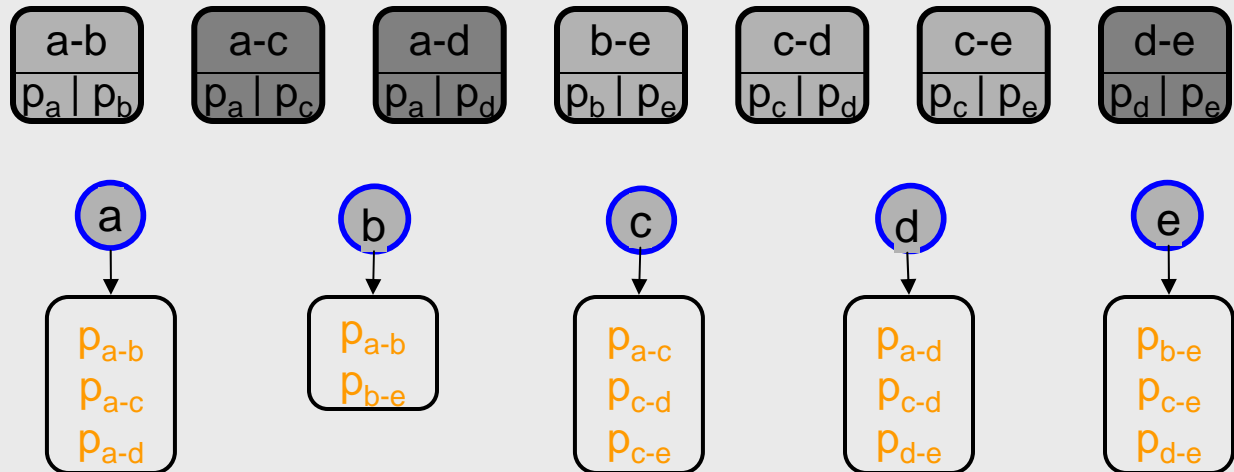 a-b a-c a-d b-e c-d c-e d-e
pa | pb pa | pc pa | pd pb | pe pc | pd pc | pe pd | pe
a b c d e
pa-b pa-b pa-c pa-d pb-e
pa-c pb-e pc-d pc-d pc-e
pa-d pc-e pd-e pd-e